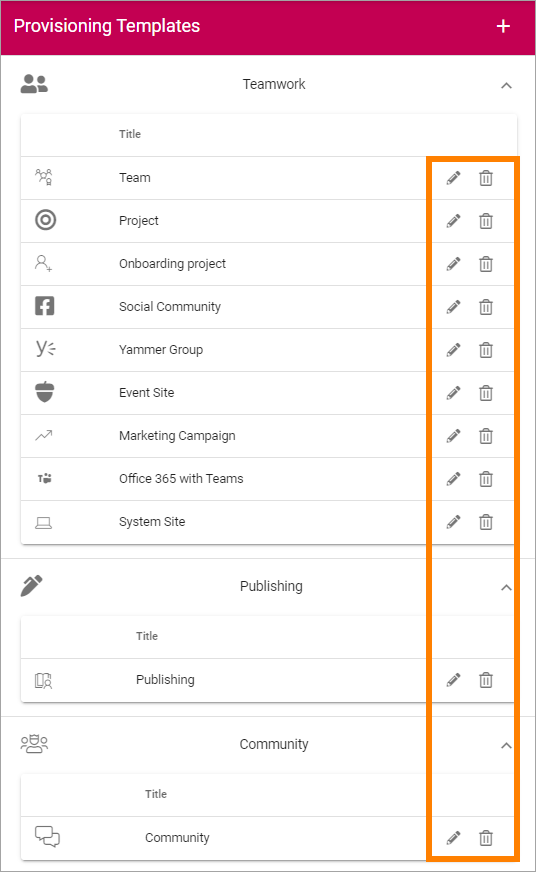 Provisioning Templates
Teamwork
Title
Team
Project
Onboarding project
Social Community
Yammer Group
Event Site
Marketing Campaign
Office 365 with Teams
System Site
Publishing
Title
Publishing
Community
Title
Community